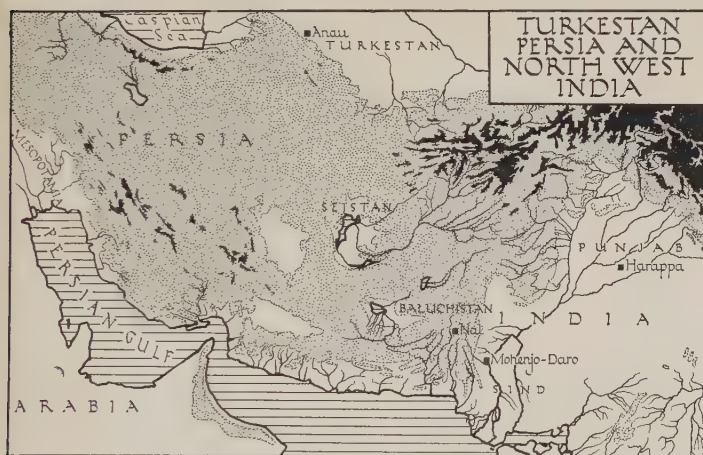 TURKESTAN
PERSIA AND
NORTH WEST
INDIA
Caspian
Sea
Anau
TURKESTAN
PERSIA
MESOPOTAMIA
SEISTAN
PERSIAN GULF
PUNJAB
Harappa
BALUCHISTAN
INDIA
Nal
Mohenjo-Daro
SIND
ARABIA